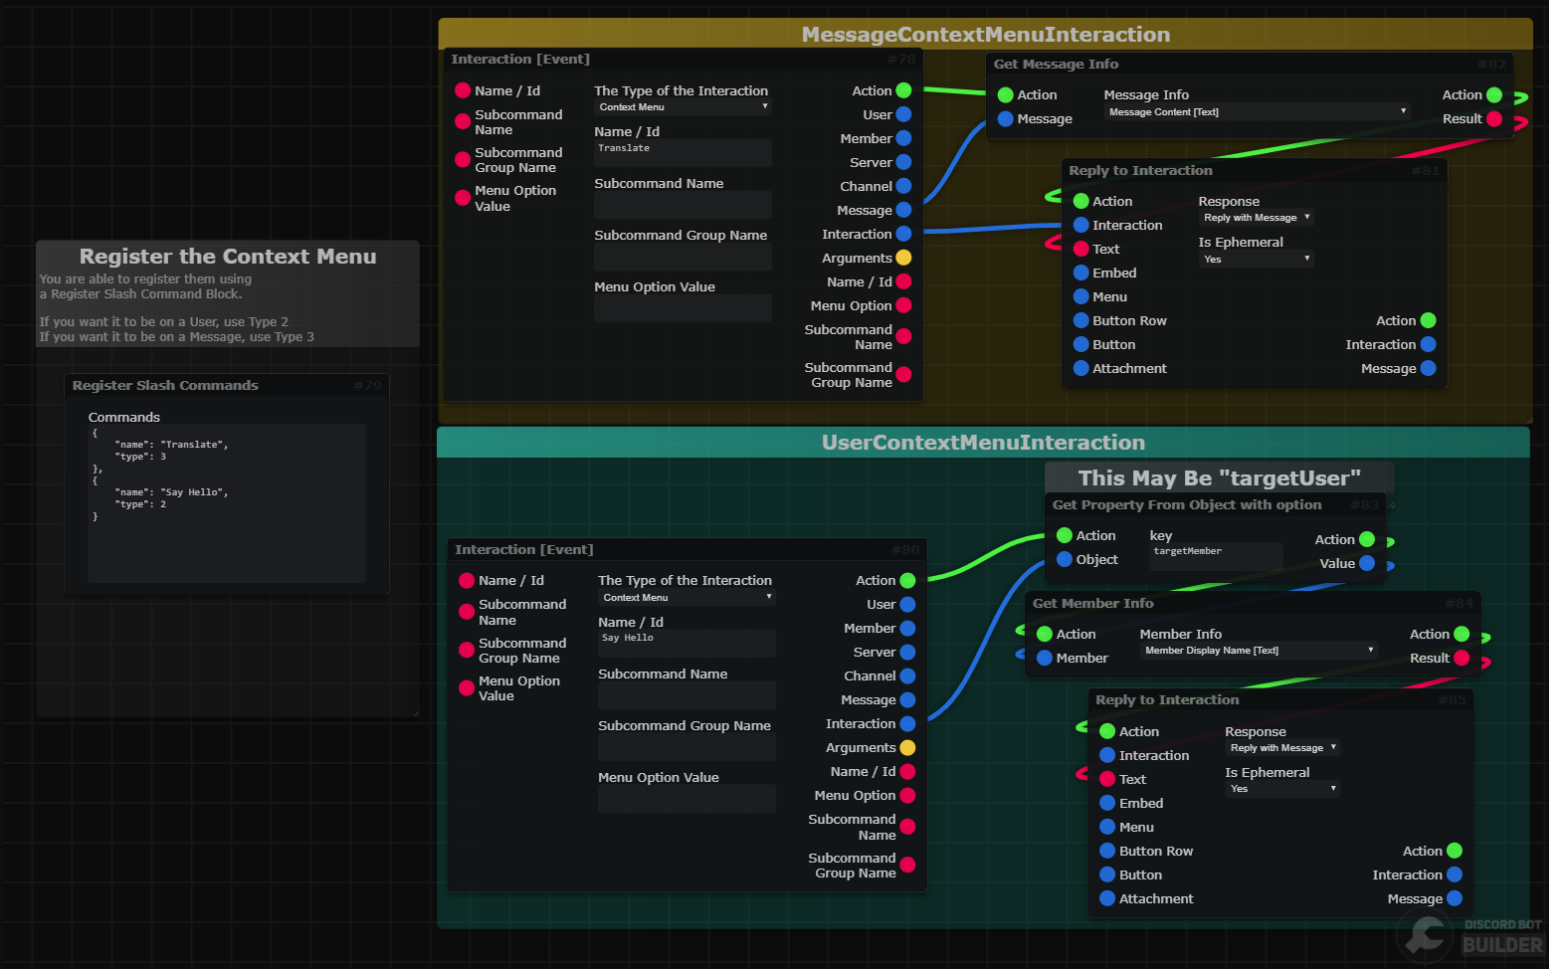 MessageContextMenuInteraction
Interaction [Event] #78
Name / Id
Subcommand
Name
Subcommand
Group Name
Menu Option
Value
The Type of the Interaction
Context Menu
Name / Id
Translate
Subcommand Name
Subcommand Group Name
Menu Option Value
Action
User
Member
Server
Channel
Message
Interaction
Arguments
Name / Id
Menu Option
Subcommand
Name
Subcommand
Group Name
Get Message Info #82
Action
Message
Message Info
Message Content [Text]
Action
Result
Reply to Interaction #81
Action
Interaction
Text
Embed
Menu
Button Row
Button
Attachment
Response
Reply with Message
Is Ephemeral
Yes
Action
Interaction
Message
Register the Context Menu
You are able to register them using
a Register Slash Command Block.
If you want it to be on a User, use Type 2
If you want it to be on a Message, use Type 3
Register Slash Commands #79
Commands
{
"name": "Translate",
"type": 3
},
{
"name": "Say Hello",
"type": 2
}
UserContextMenuInteraction
This May Be "targetUser"
Get Property From Object with option #83
Action
Object
key
targetMember
Action
Value
Interaction [Event] #80
Name / Id
Subcommand
Name
Subcommand
Group Name
Menu Option
Value
The Type of the Interaction
Context Menu
Name / Id
Say Hello
Subcommand Name
Subcommand Group Name
Menu Option Value
Action
User
Member
Server
Channel
Message
Interaction
Arguments
Name / Id
Menu Option
Subcommand
Name
Subcommand
Group Name
Get Member Info #84
Action
Member
Member Info
Member Display Name [Text]
Action
Result
Reply to Interaction #85
Action
Interaction
Text
Embed
Menu
Button Row
Button
Attachment
Response
Reply with Message
Is Ephemeral
Yes
Action
Interaction
Message
DISCORD BOT
BUILDER